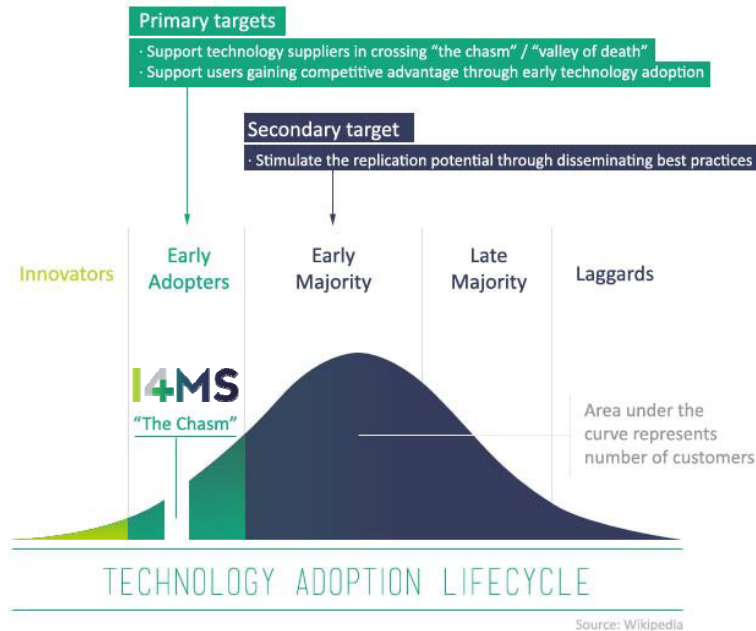 Primary targets
· Support technology suppliers in crossing “the chasm” / “valley of death”
· Support users gaining competitive advantage through early technology adoption
Secondary target
· Stimulate the replication potential through disseminating best practices
Innovators
Early
Adopters
Early
Majority
Late
Majority
Laggards
I4MS
“The Chasm”
Area under the
curve represents
number of customers
TECHNOLOGY ADOPTION LIFECYCLE
Source: Wikipedia